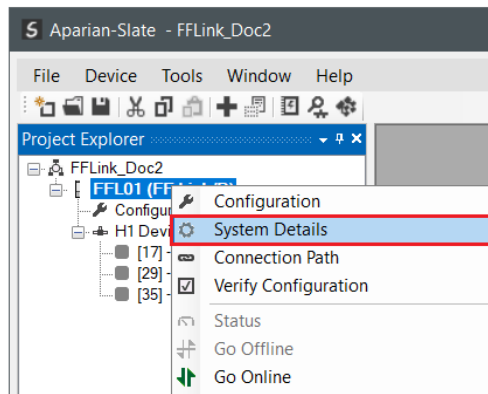 S Aparian-Slate - FFLink_Doc2
File Device Tools Window Help
Project Explorer
FFLink_Doc2
FFL01
Configuration
System Details
H1
[17] -
Connection Path
[29] -
Verify Configuration
[35] -
Status
Go Offline
Go Online